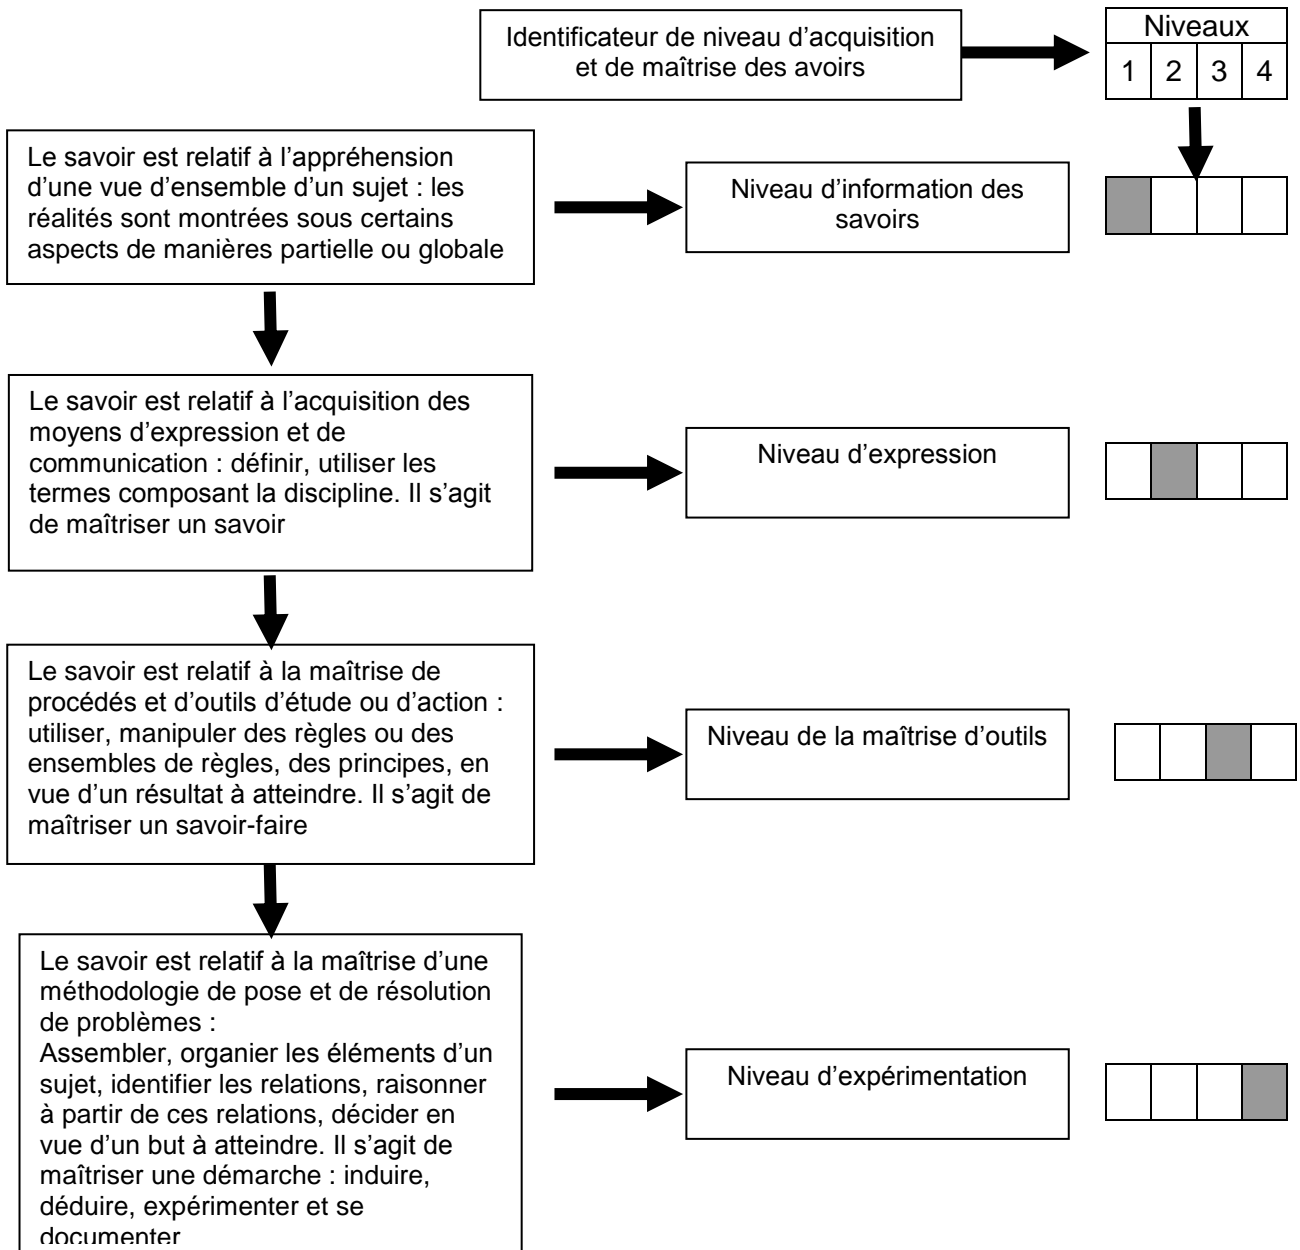 Identificateur de niveau d’acquisition
et de maîtrise des avoirs
Niveaux
1 2 3 4
Le savoir est relatif à l’appréhension
d’une vue d’ensemble d’un sujet : les
réalités sont montrées sous certains
aspects de manières partielle ou globale
Niveau d’information des
savoirs
Le savoir est relatif à l’acquisition des
moyens d’expression et de
communication : définir, utiliser les
termes composant la discipline. Il s’agit
de maîtriser un savoir
Niveau d’expression
Le savoir est relatif à la maîtrise de
procédés et d’outils d’étude ou d’action :
utiliser, manipuler des règles ou des
ensembles de règles, des principes, en
vue d’un résultat à atteindre. Il s’agit de
maîtriser un savoir-faire
Niveau de la maîtrise d’outils
Le savoir est relatif à la maîtrise d’une
méthodologie de pose et de résolution
de problèmes :
Assembler, organier les éléments d’un
sujet, identifier les relations, raisonner
à partir de ces relations, décider en
vue d’un but à atteindre. Il s’agit de
maîtriser une démarche : induire,
déduire, expérimenter et se
documenter
Niveau d’expérimentation